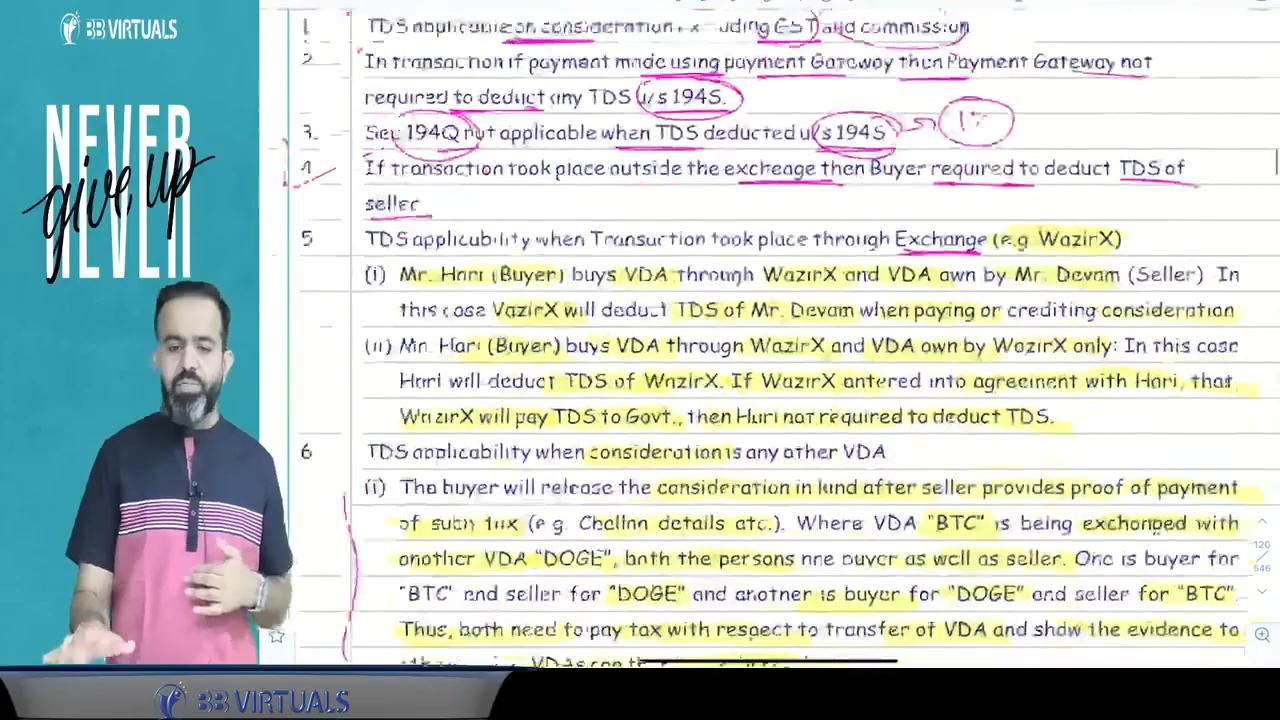 BB VIRTUALS
NEVER
give up
NEVER
1 TDS applicable on consideration excluding GST and commission
2 In transaction if payment made using payment Gateway then Payment Gateway not
required to deduct any TDS u/s 194S.
3. Sec 194Q not applicable when TDS deducted u/s 194S
4 If transaction took place outside the excheage then Buyer required to deduct TDS of
seller
5 TDS applicability when Transaction took place through Exchange (e.g. WazirX)
(i) Mr. Hari (Buyer) buys VDA through WazirX and VDA own by Mr. Devam (Seller) In
this case VazirX will deduct TDS of Mr. Devam when paying or crediting consideration
(ii) Mr. Hari (Buyer) buys VDA through WazirX and VDA own by WazirX only: In this case
Hari will deduct TDS of WazirX. If WazirX entered into agreement with Hari, that
WazirX will pay TDS to Govt., then Hari not required to deduct TDS.
6 TDS applicability when consideration is any other VDA
(i) The buyer will release the consideration in kind after seller provides proof of payment
of such tax (e.g. Challan details etc.). Where VDA "BTC" is being exchanged with
another VDA "DOGE", both the persons are buyer as well as seller. One is buyer for
"BTC" and seller for "DOGE" and another is buyer for "DOGE" and seller for "BTC".
Thus, both need to pay tax with respect to transfer of VDA and show the evidence to
VDAs can
120
546
BB VIRTUALS